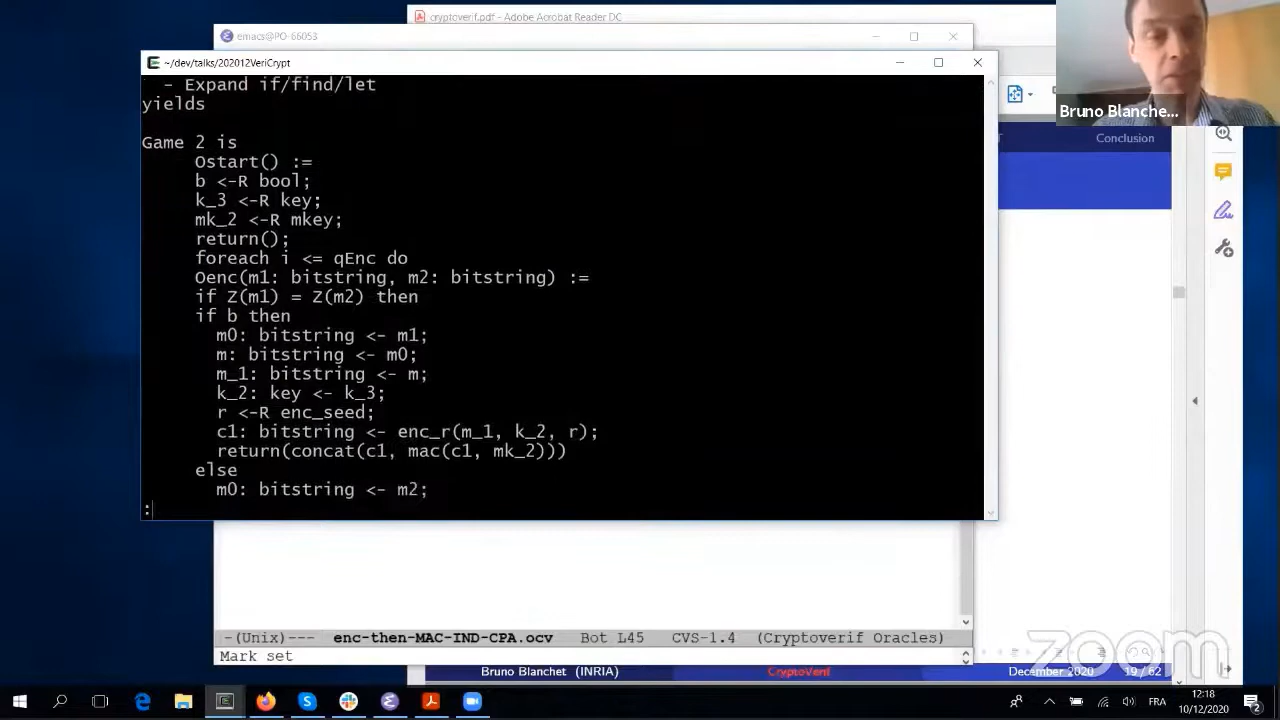 cryptoverif.pdf - Adobe Acrobat Reader DC
emacs@PO-66053
~/dev/talks/202012VeriCrypt
- Expand if/find/let
yields
Game 2 is
Ostart() :=
b <-R bool;
k_3 <-R key;
mk_2 <-R mkey;
return();
foreach i <= qEnc do
Oenc(m1: bitstring, m2: bitstring) :=
if Z(m1) = Z(m2) then
if b then
m0: bitstring <- m1;
m: bitstring <- m0;
m_1: bitstring <- m;
k_2: key <- k_3;
r <-R enc_seed;
c1: bitstring <- enc_r(m_1, k_2, r);
return(concat(c1, mac(c1, mk_2)))
else
m0: bitstring <- m2;
:
Bruno Blanche...
Conclusion
-(Unix)--- enc-then-MAC-IND-CPA.ocv Bot L45 CVS-1.4 (Cryptoverif Oracles)
Mark set
Bruno Blanchet (INRIA) CryptoVerif December 2020 19 / 62
zoom
FRA
12:18
10/12/2020
2